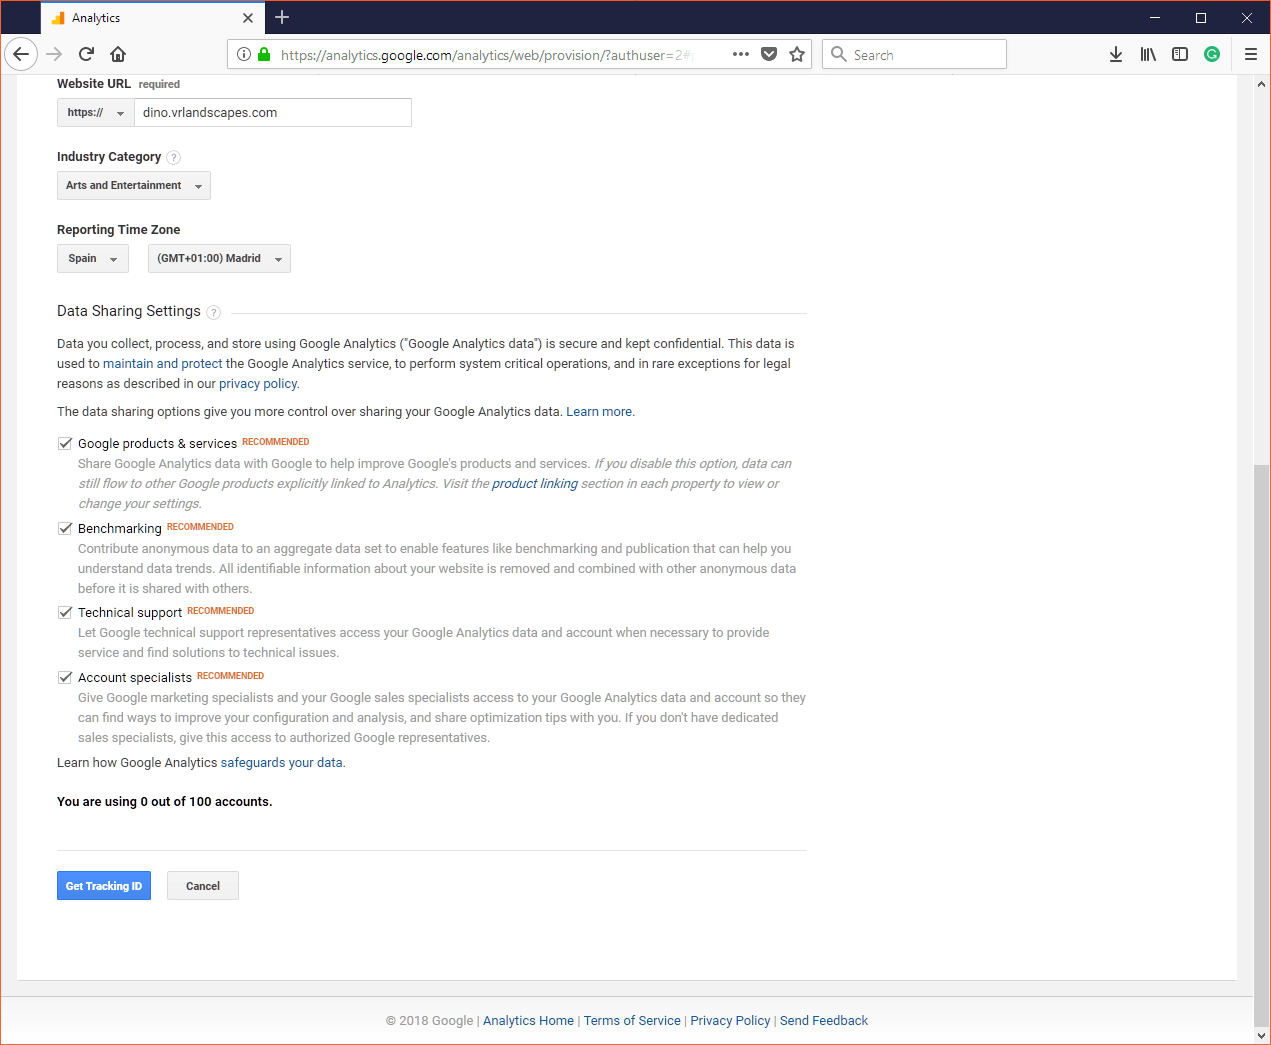 Analytics
https://analytics.google.com/analytics/web/provision/?authuser=2#
Search
Website URL required
https:// dino.vrlandscapes.com
Industry Category ?
Arts and Entertainment
Reporting Time Zone
Spain (GMT+01:00) Madrid
Data Sharing Settings ?
Data you collect, process, and store using Google Analytics ("Google Analytics data") is secure and kept confidential. This data is
used to maintain and protect the Google Analytics service, to perform system critical operations, and in rare exceptions for legal
reasons as described in our privacy policy.
The data sharing options give you more control over sharing your Google Analytics data. Learn more.
Google products & services RECOMMENDED
Share Google Analytics data with Google to help improve Google's products and services. If you disable this option, data can
still flow to other Google products explicitly linked to Analytics. Visit the product linking section in each property to view or
change your settings.
Benchmarking RECOMMENDED
Contribute anonymous data to an aggregate data set to enable features like benchmarking and publication that can help you
understand data trends. All identifiable information about your website is removed and combined with other anonymous data
before it is shared with others.
Technical support RECOMMENDED
Let Google technical support representatives access your Google Analytics data and account when necessary to provide
service and find solutions to technical issues.
Account specialists RECOMMENDED
Give Google marketing specialists and your Google sales specialists access to your Google Analytics data and account so they
can find ways to improve your configuration and analysis, and share optimization tips with you. If you don't have dedicated
sales specialists, give this access to authorized Google representatives.
Learn how Google Analytics safeguards your data.
You are using 0 out of 100 accounts.
Get Tracking ID Cancel
© 2018 Google | Analytics Home | Terms of Service | Privacy Policy | Send Feedback